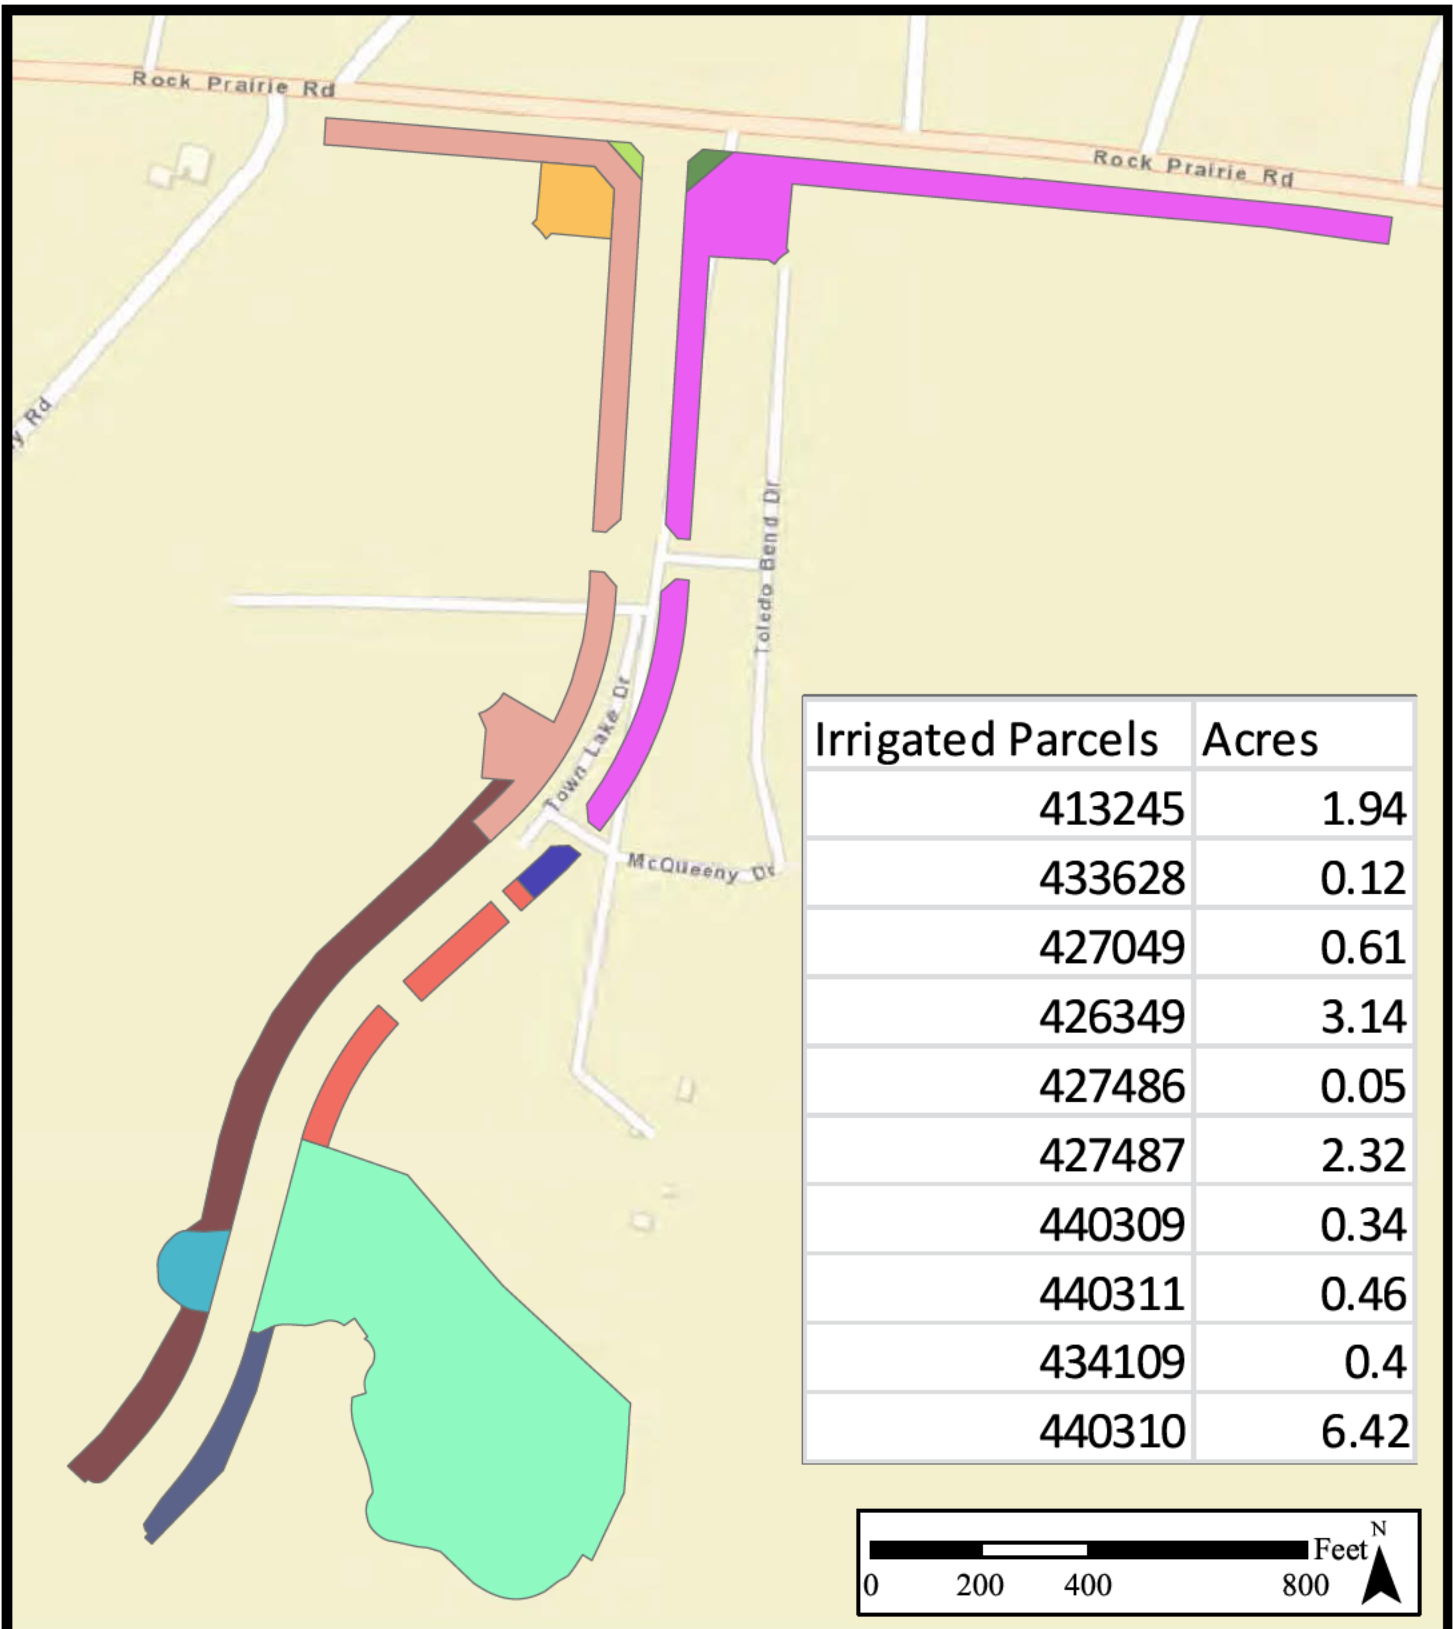 Rock Prairie Rd
Rock Prairie Rd
y Rd
Toledo Bend Dr
Town Lake Dr
McQueeny Dr
Irrigated Parcels Acres
413245 1.94
433628 0.12
427049 0.61
426349 3.14
427486 0.05
427487 2.32
440309 0.34
440311 0.46
434109 0.4
440310 6.42
Feet N
0 200 400 800